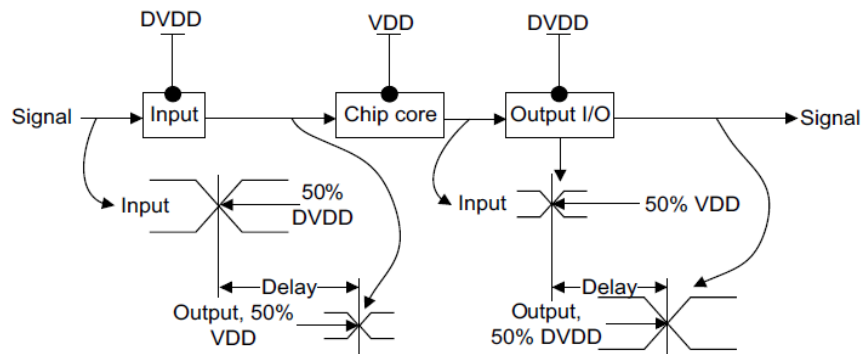 DVDD
VDD
DVDD
Signal
Input
Chip core
Output I/O
Signal
Input
50%
DVDD
Input
50% VDD
Delay
Output, 50%
VDD
Delay
Output,
50% DVDD